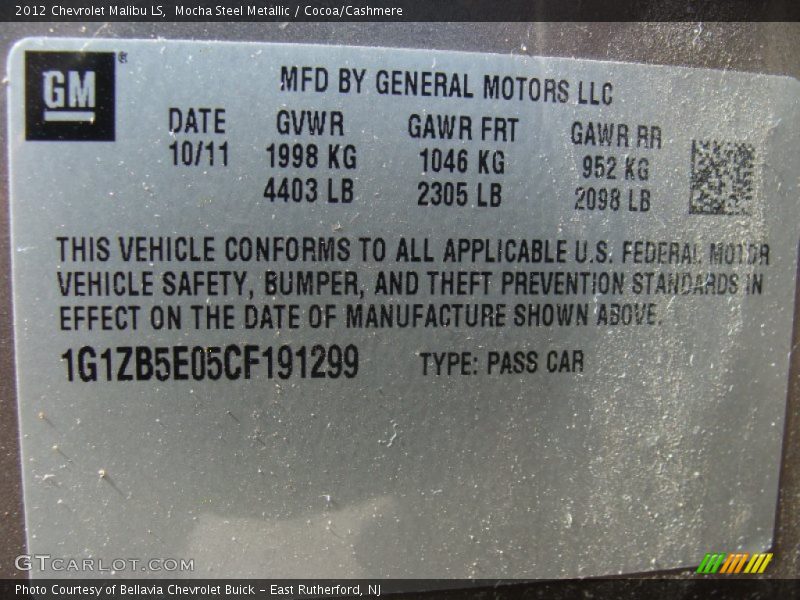 2012 Chevrolet Malibu LS, Mocha Steel Metallic / Cocoa/Cashmere
GM®
MFD BY GENERAL MOTORS LLC
DATE GVWR GAWR FRT GAWR RR
10/11 1998 KG 1046 KG 952 KG
4403 LB 2305 LB 2098 LB
THIS VEHICLE CONFORMS TO ALL APPLICABLE U.S. FEDERAL MOTOR
VEHICLE SAFETY, BUMPER, AND THEFT PREVENTION STANDARDS IN
EFFECT ON THE DATE OF MANUFACTURE SHOWN ABOVE.
1G1ZB5E05CF191299 TYPE: PASS CAR
GTCARLOT.COM
Photo Courtesy of Bellavia Chevrolet Buick - East Rutherford, NJ